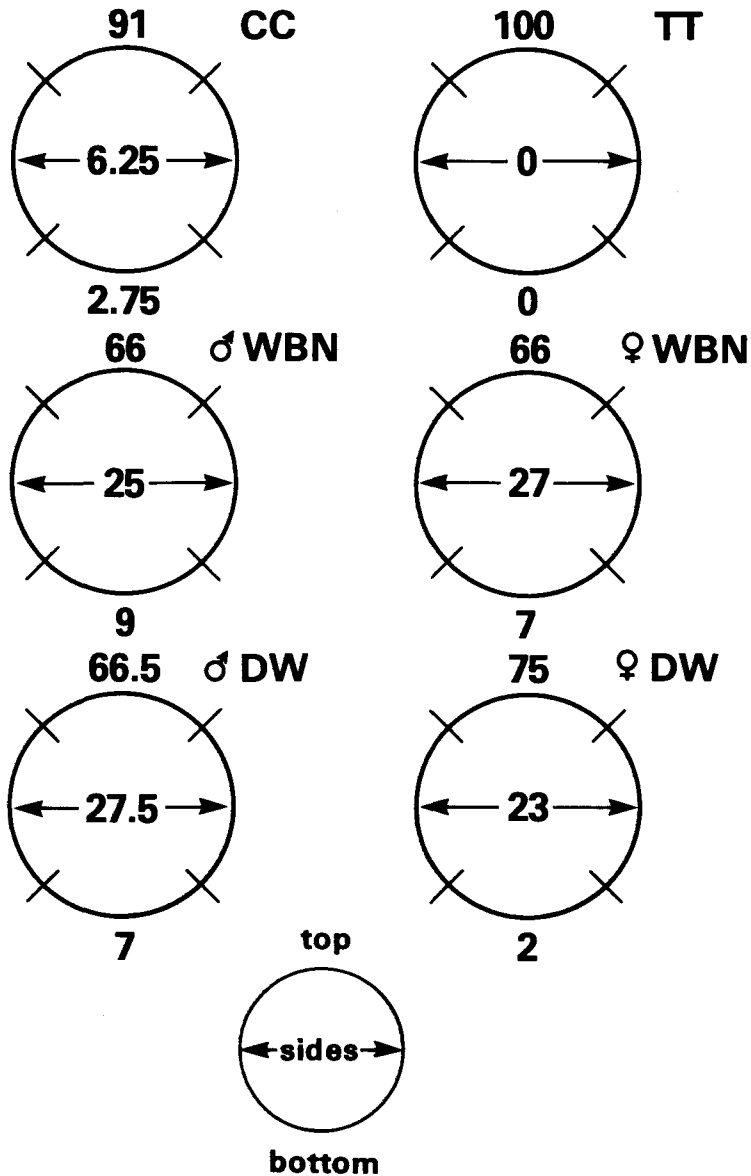 91 CC
6.25
2.75
100 TT
0
0
66 ♂ WBN
25
9
66 ♀ WBN
27
7
66.5 ♂ DW
27.5
7
75 ♀ DW
23
2
top
sides
bottom